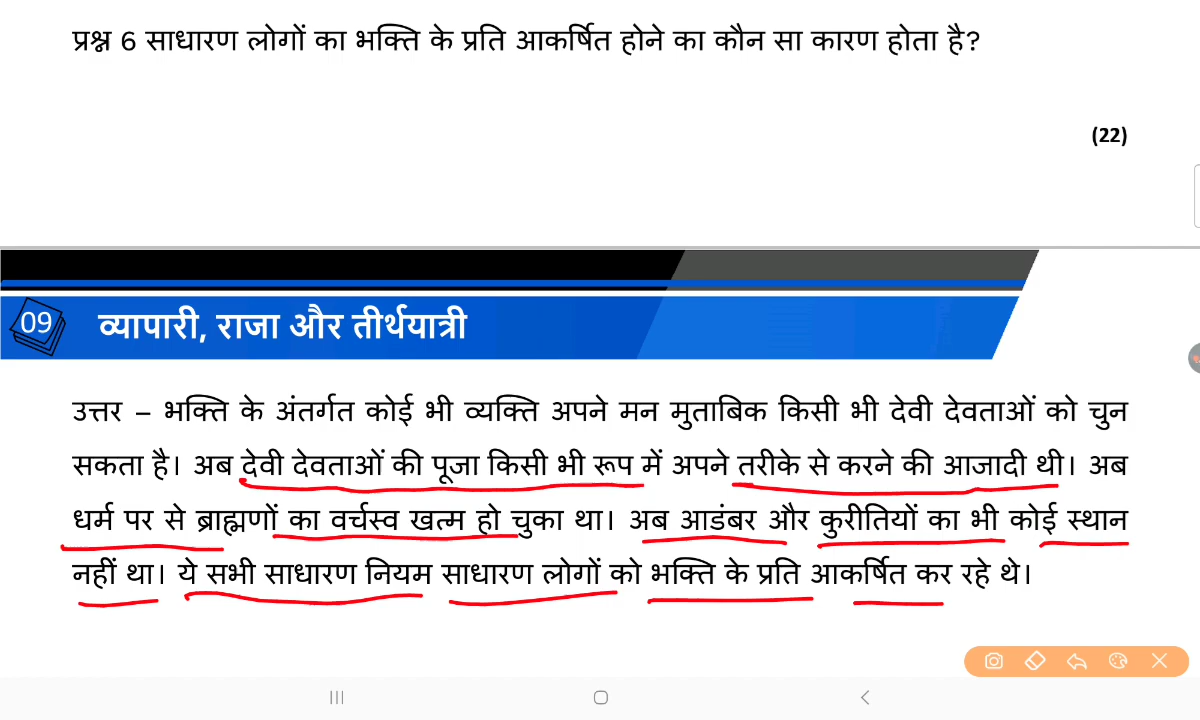 प्रश्न 6 साधारण लोगों का भक्ति के प्रति आकर्षित होने का कौन सा कारण होता है?
(22)
09 व्यापारी, राजा और तीर्थयात्री
उत्तर – भक्ति के अंतर्गत कोई भी व्यक्ति अपने मन मुताबिक किसी भी देवी देवताओं को चुन
सकता है। अब देवी देवताओं की पूजा किसी भी रूप में अपने तरीके से करने की आजादी थी। अब
धर्म पर से ब्राह्मणों का वर्चस्व खत्म हो चुका था। अब आडंबर और कुरीतियों का भी कोई स्थान
नहीं था। ये सभी साधारण नियम साधारण लोगों को भक्ति के प्रति आकर्षित कर रहे थे।